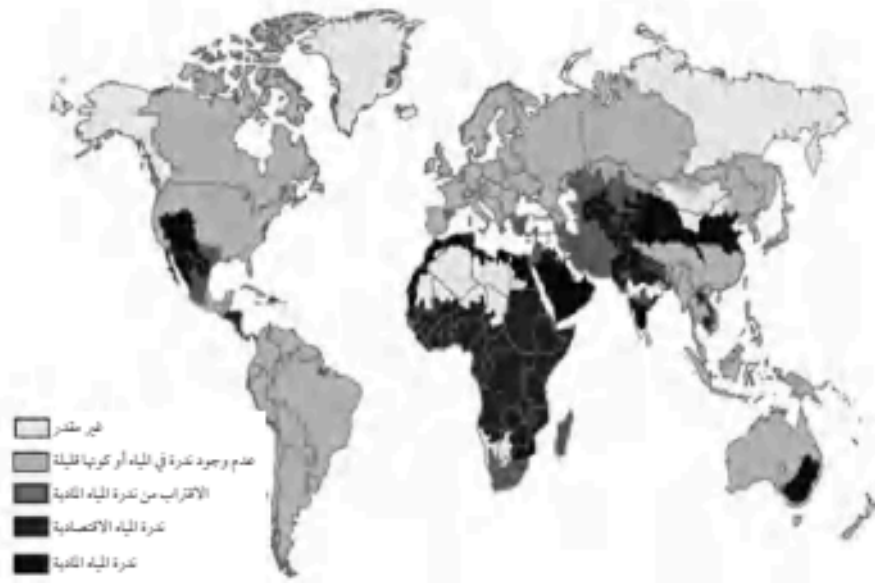 غير مقدر
عدم وجود ندرة في المياه أو كونها قليلة
الاقتراب من ندرة المياه المادية
ندرة المياه الاقتصادية
ندرة المياه المادية